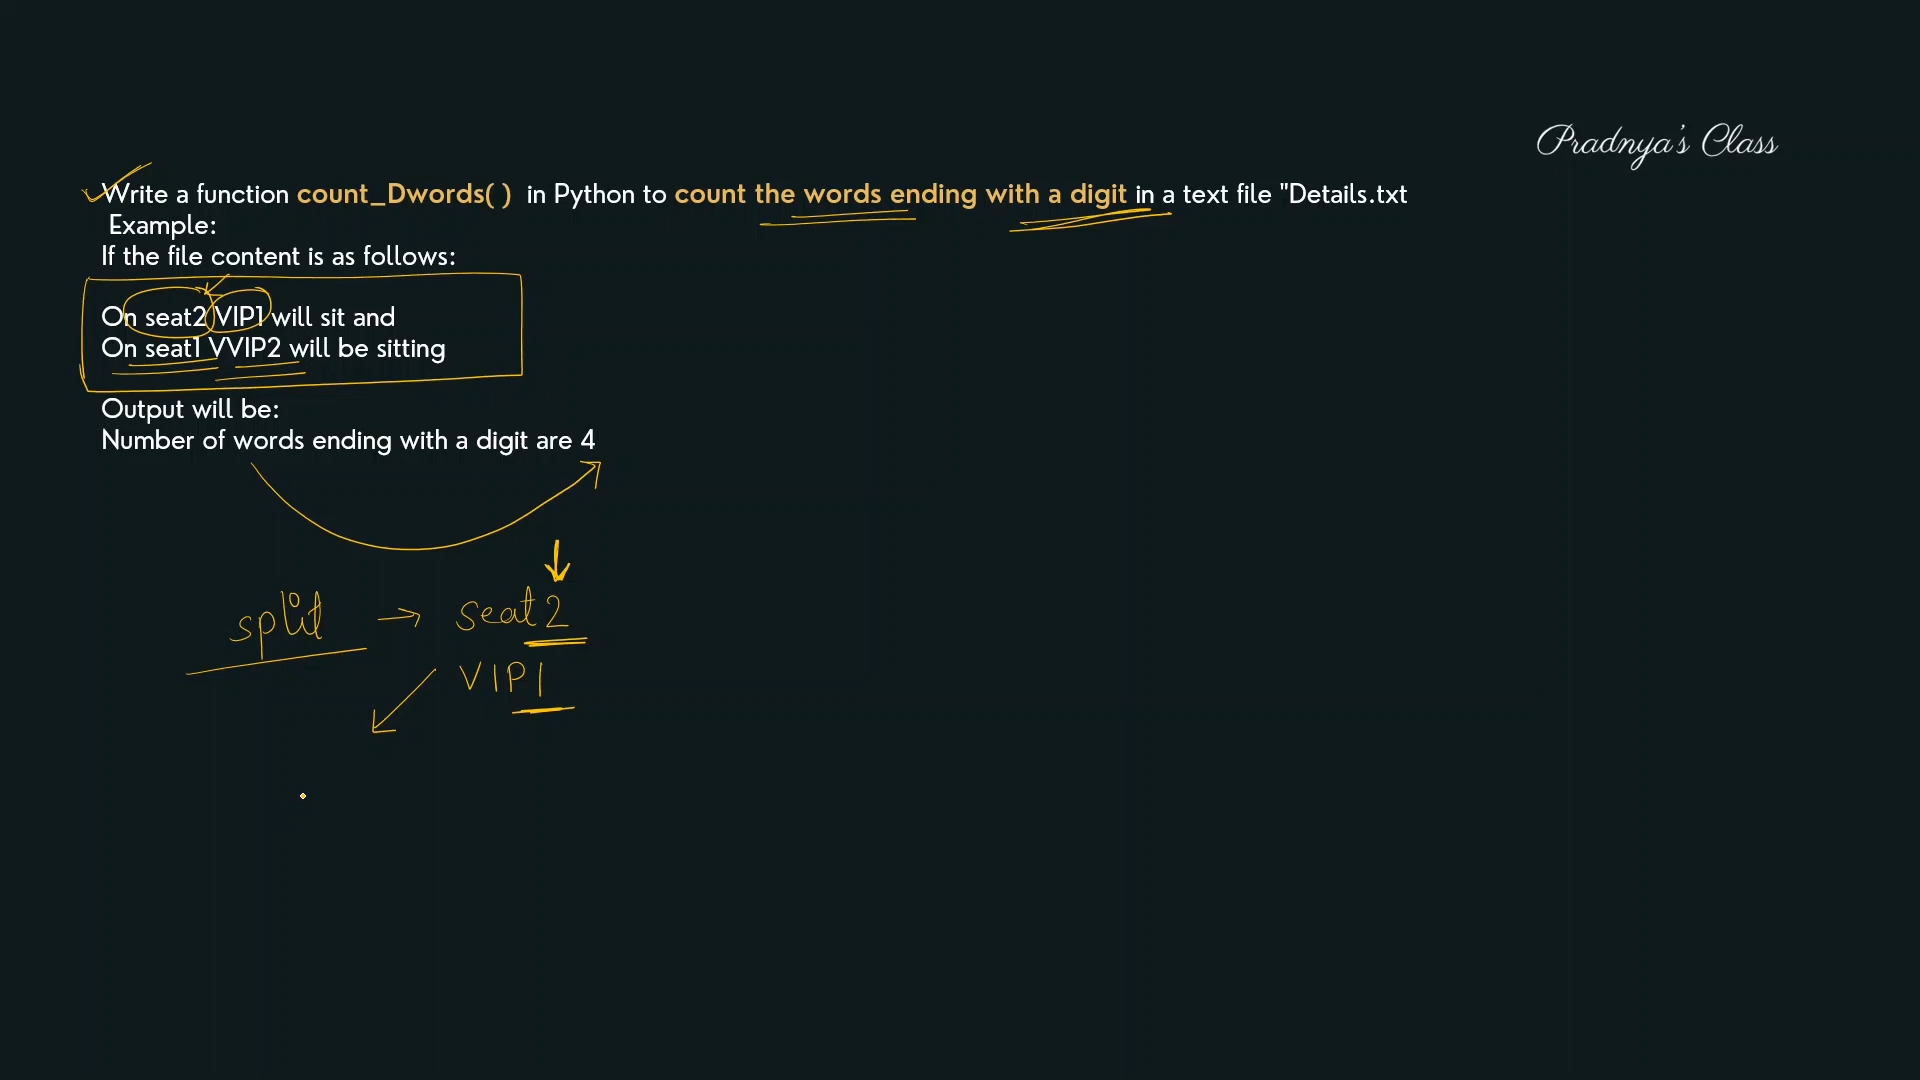 Pradnya's Class
Write a function count_Dwords( ) in Python to count the words ending with a digit in a text file "Details.txt
Example:
If the file content is as follows:
On seat2 VIP1 will sit and
On seat1 VVIP2 will be sitting
Output will be:
Number of words ending with a digit are 4
split → seat2
VIP1